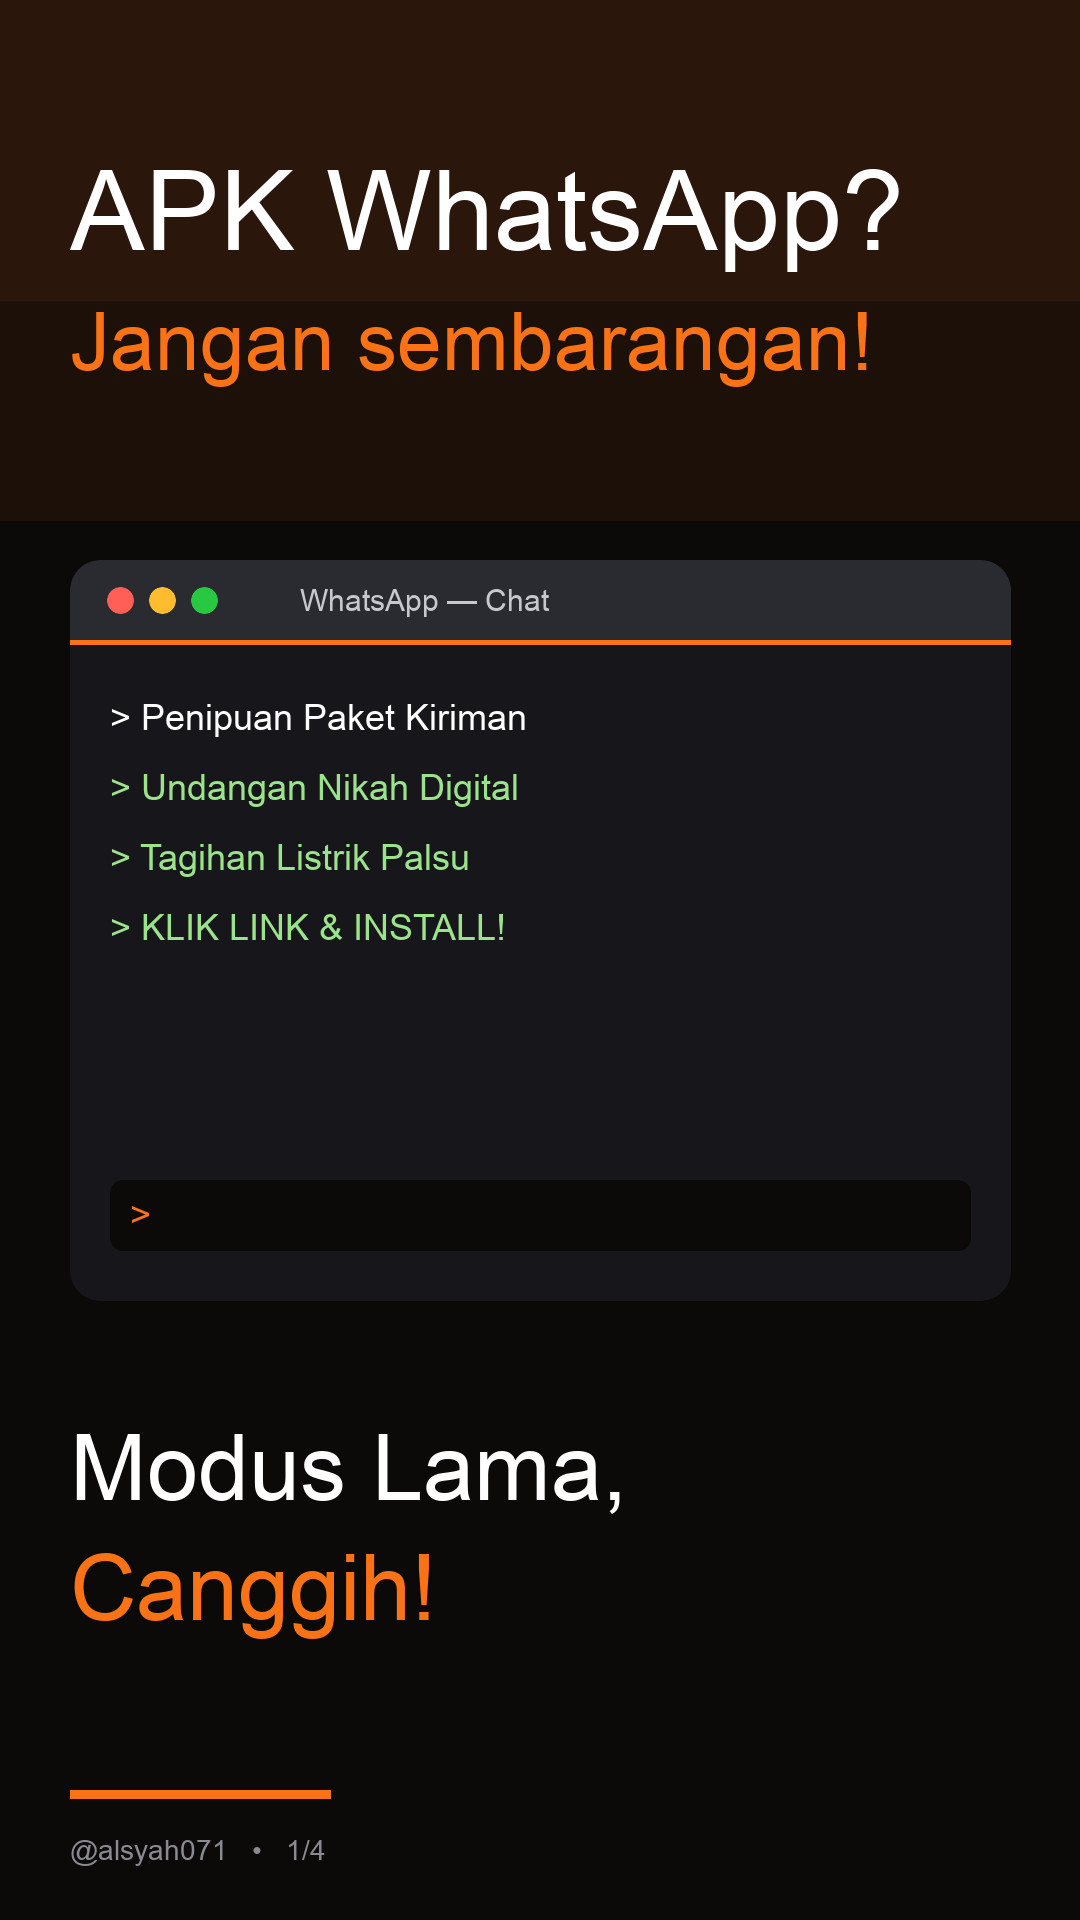 APK WhatsApp?
Jangan sembarangan!
WhatsApp — Chat
> Penipuan Paket Kiriman
> Undangan Nikah Digital
> Tagihan Listrik Palsu
> KLIK LINK & INSTALL!
>
Modus Lama,
Canggih!
@alsyah071 • 1/4